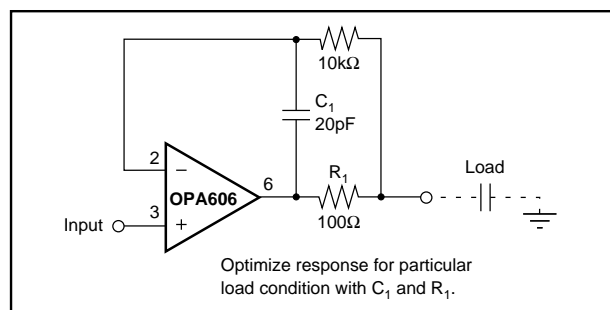 10kΩ
C1
20pF
2
−
OPA606
6
R1
100Ω
Load
Input
3
+
Optimize response for particular
load condition with C1 and R1.